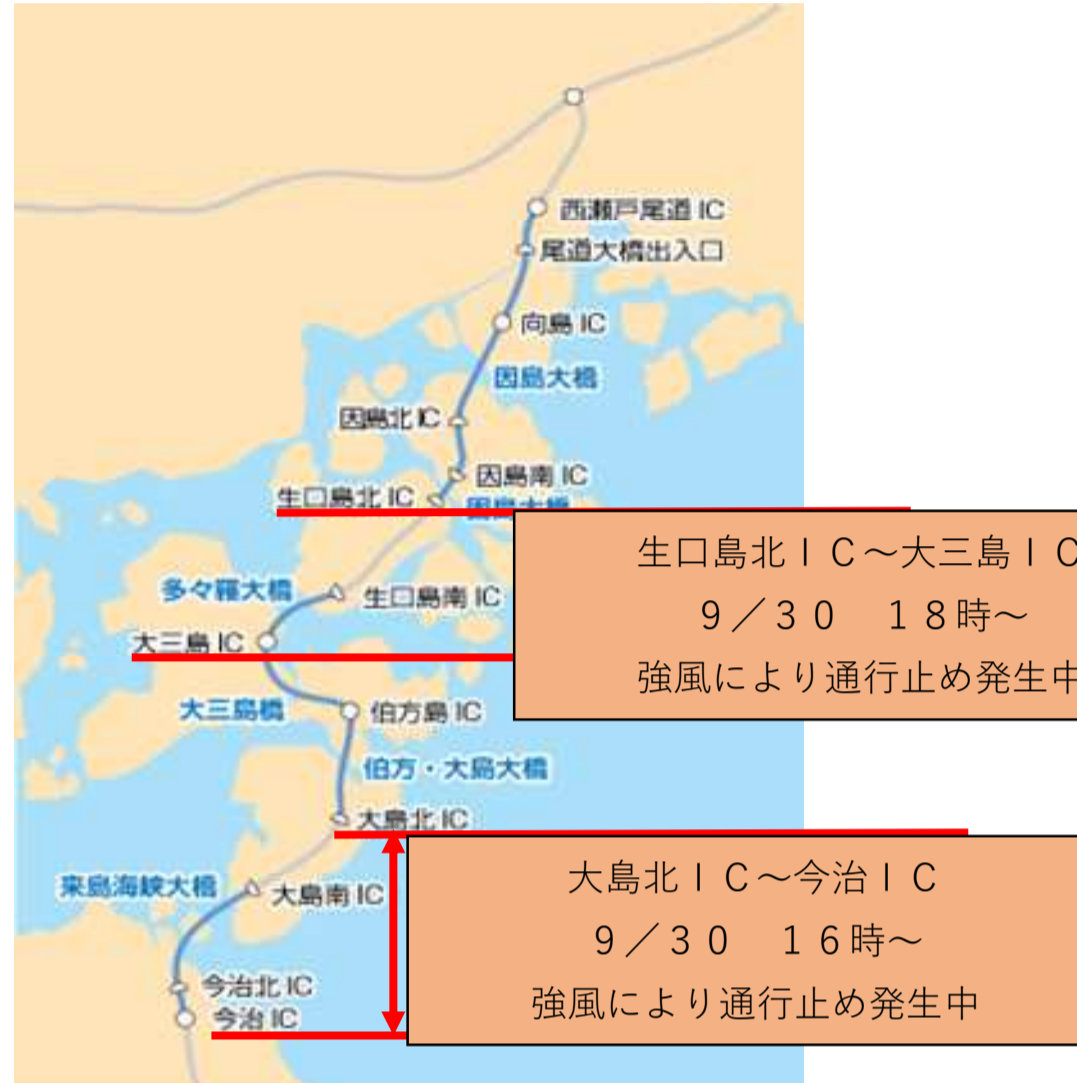 西瀬戸尾道 IC
尾道大橋出入口
向島 IC
因島大橋
因島北 IC
因島南 IC
生口島北 IC
生口島北ＩＣ～大三島ＩＣ
９／３０　１８時～
強風により通行止め発生中
多々羅大橋
生口島南 IC
大三島 IC
大三島橋
伯方島 IC
伯方・大島大橋
大島北 IC
大島北ＩＣ～今治ＩＣ
９／３０　１６時～
強風により通行止め発生中
来島海峡大橋
大島南 IC
今治北 IC
今治 IC